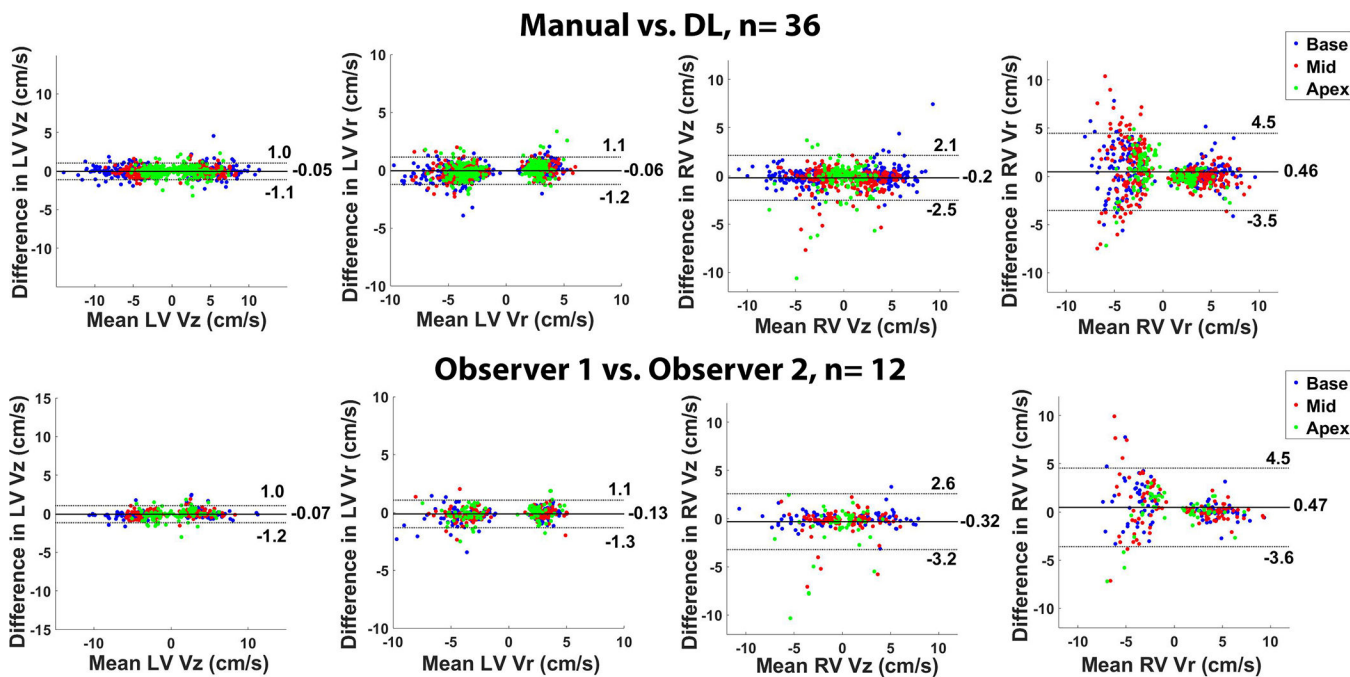 Manual vs. DL, n= 36
Difference in LV Vz (cm/s)
10
5
0
-5
-10
1.0
-0.05
-1.1
-10 -5 0 5 10
Mean LV Vz (cm/s)
Difference in LV Vr (cm/s)
10
5
0
-5
-10
1.1
-0.06
-1.2
-10 -5 0 5 10
Mean LV Vr (cm/s)
Difference in RV Vz (cm/s)
10
5
0
-5
-10
2.1
-0.2
-2.5
-10 -5 0 5 10
Mean RV Vz (cm/s)
Difference in RV Vr (cm/s)
10
5
0
-5
-10
4.5
0.46
-3.5
-10 -5 0 5 10
Mean RV Vr (cm/s)
Base
Mid
Apex
Observer 1 vs. Observer 2, n= 12
Difference in LV Vz (cm/s)
15
10
5
0
-5
-10
-15
1.0
-0.07
-1.2
-10 -5 0 5 10
Mean LV Vz (cm/s)
Difference in LV Vr (cm/s)
10
5
0
-5
-10
1.1
-0.13
-1.3
-10 -5 0 5 10
Mean LV Vr (cm/s)
Difference in RV Vz (cm/s)
10
5
0
-5
-10
2.6
-0.32
-3.2
-10 -5 0 5 10
Mean RV Vz (cm/s)
Difference in RV Vr (cm/s)
10
5
0
-5
-10
4.5
0.47
-3.6
-10 -5 0 5 10
Mean RV Vr (cm/s)
Base
Mid
Apex